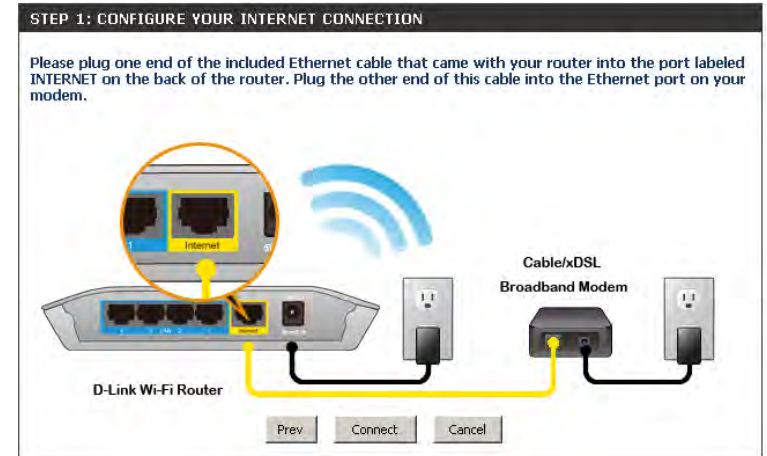 STEP 1: CONFIGURE YOUR INTERNET CONNECTION
Please plug one end of the included Ethernet cable that came with your router into the port labeled
INTERNET on the back of the router. Plug the other end of this cable into the Ethernet port on your
modem.
1
Internet
Cable/xDSL
Broadband Modem
LAN
Internet
D-Link Wi-Fi Router
Prev
Connect
Cancel